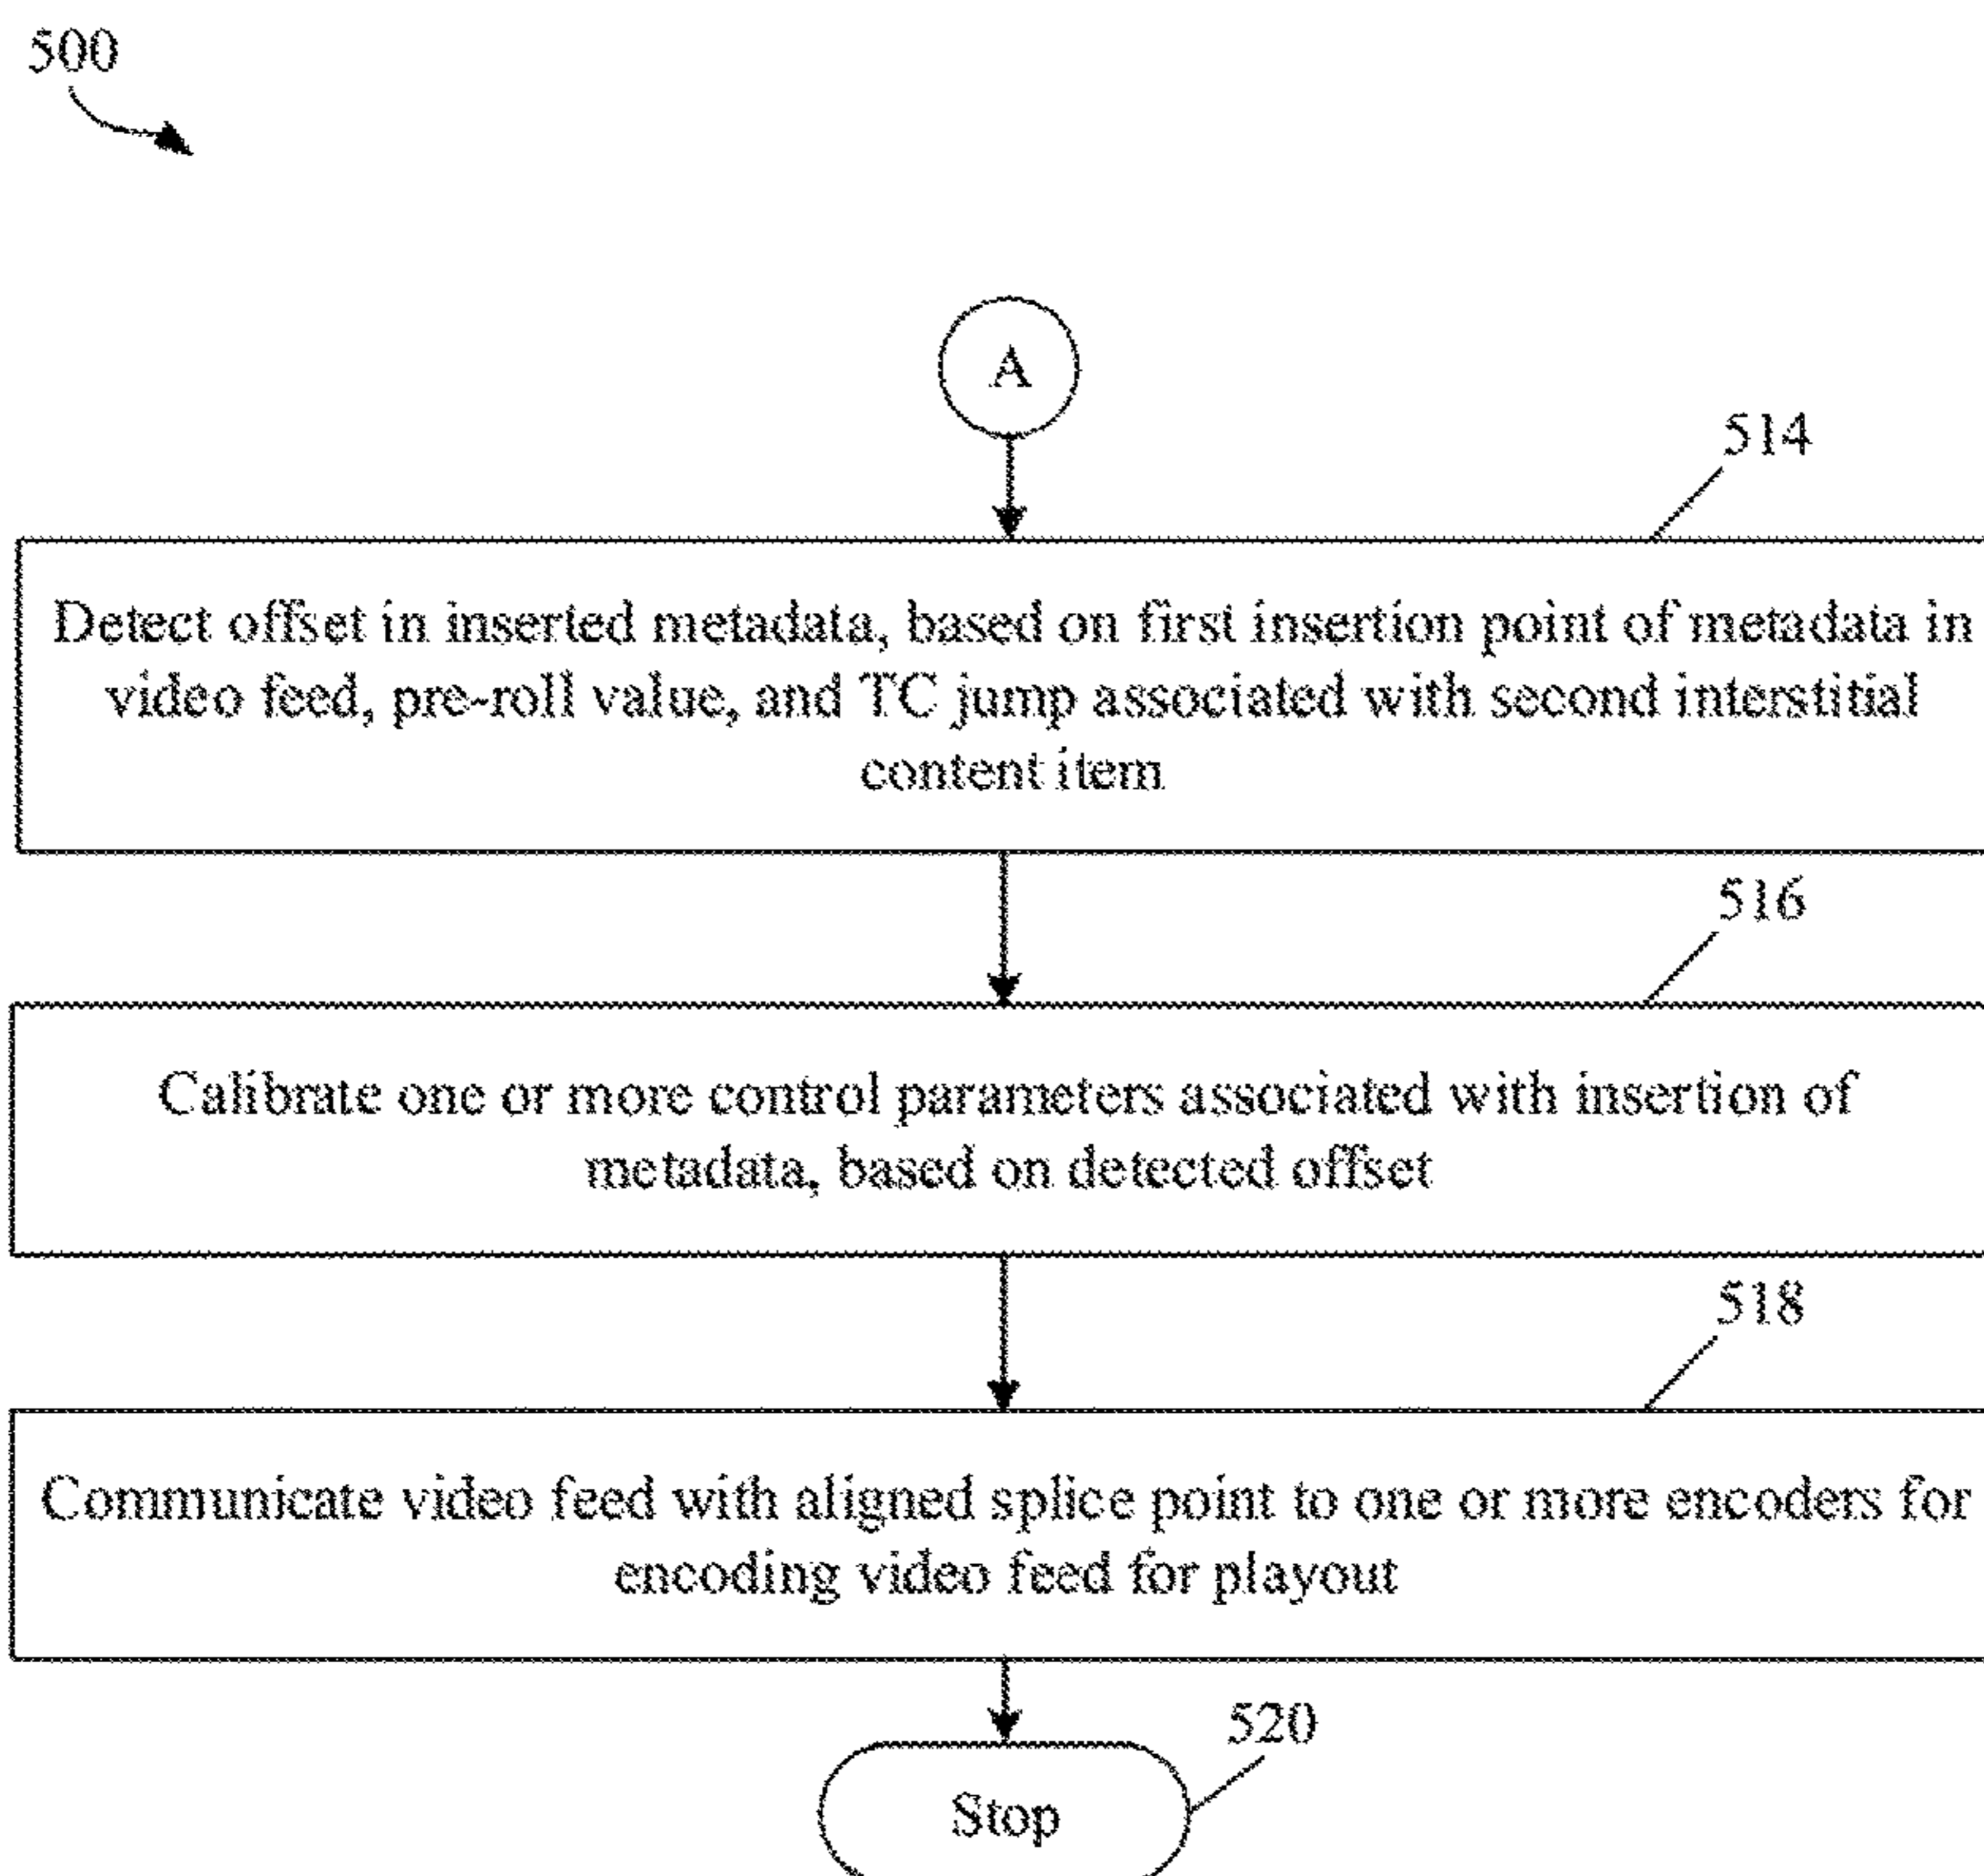 500
A
514
Detect offset in inserted metadata, based on first insertion point of metadata in
video feed, pre-roll value, and TC jump associated with second interstitial
content item
516
Calibrate one or more control parameters associated with insertion of
metadata, based on detected offset
518
Communicate video feed with aligned splice point to one or more encoders for
encoding video feed for playout
520
Stop